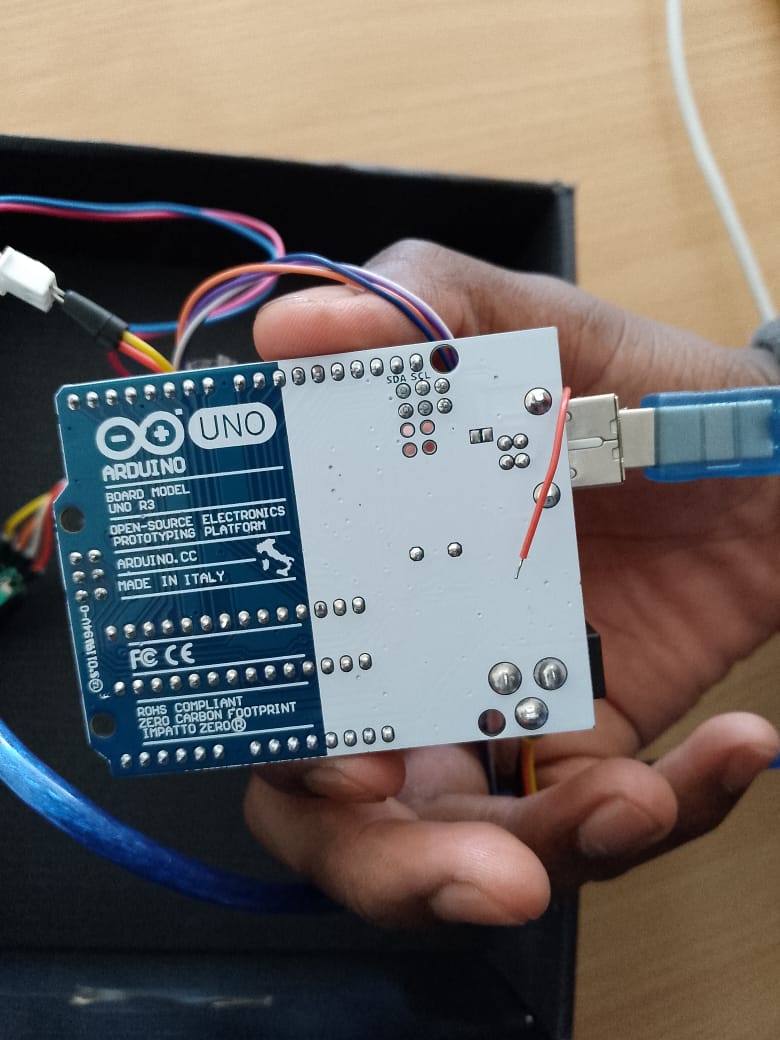 SDA SCL
UNO
ARDUINO
BOARD MODEL
UNO R3
OPEN-SOURCE ELECTRONICS
PROTOTYPING PLATFORM
ARDUINO.CC
MADE IN ITALY
FC CE
ROHS COMPLIANT
ZERO CARBON FOOTPRINT
IMPATTO ZERO®